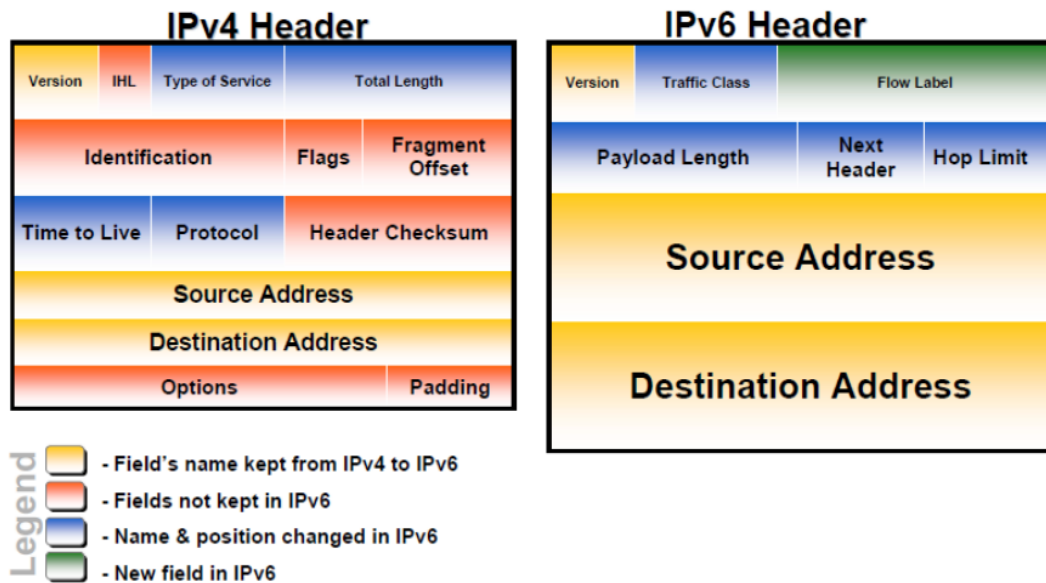 IPv4 Header
Version IHL Type of Service Total Length
Identification Flags Fragment Offset
Time to Live Protocol Header Checksum
Source Address
Destination Address
Options Padding
IPv6 Header
Version Traffic Class Flow Label
Payload Length Next Header Hop Limit
Source Address
Destination Address
Legend
- Field's name kept from IPv4 to IPv6
- Fields not kept in IPv6
- Name & position changed in IPv6
- New field in IPv6